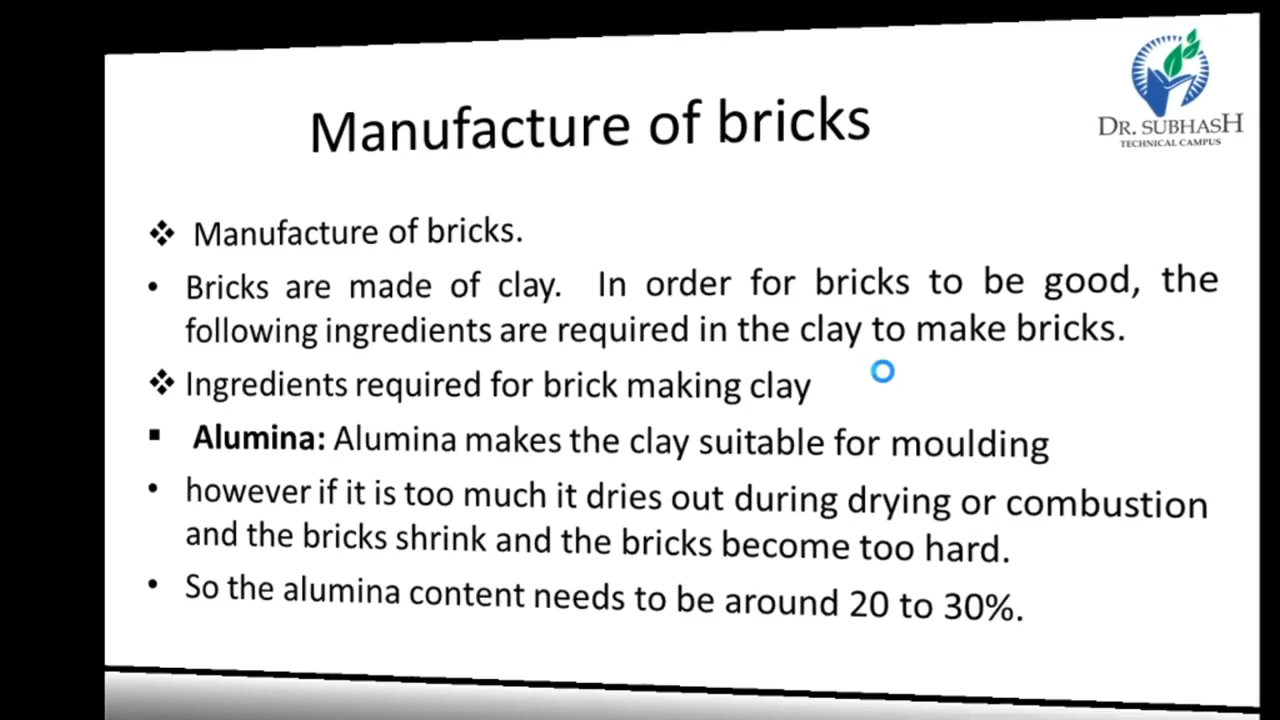 DR. SUBHASH
TECHNICAL CAMPUS
Manufacture of bricks
❖ Manufacture of bricks.
• Bricks are made of clay. In order for bricks to be good, the
following ingredients are required in the clay to make bricks.
❖ Ingredients required for brick making clay
▪ Alumina: Alumina makes the clay suitable for moulding
• however if it is too much it dries out during drying or combustion
and the bricks shrink and the bricks become too hard.
• So the alumina content needs to be around 20 to 30%.